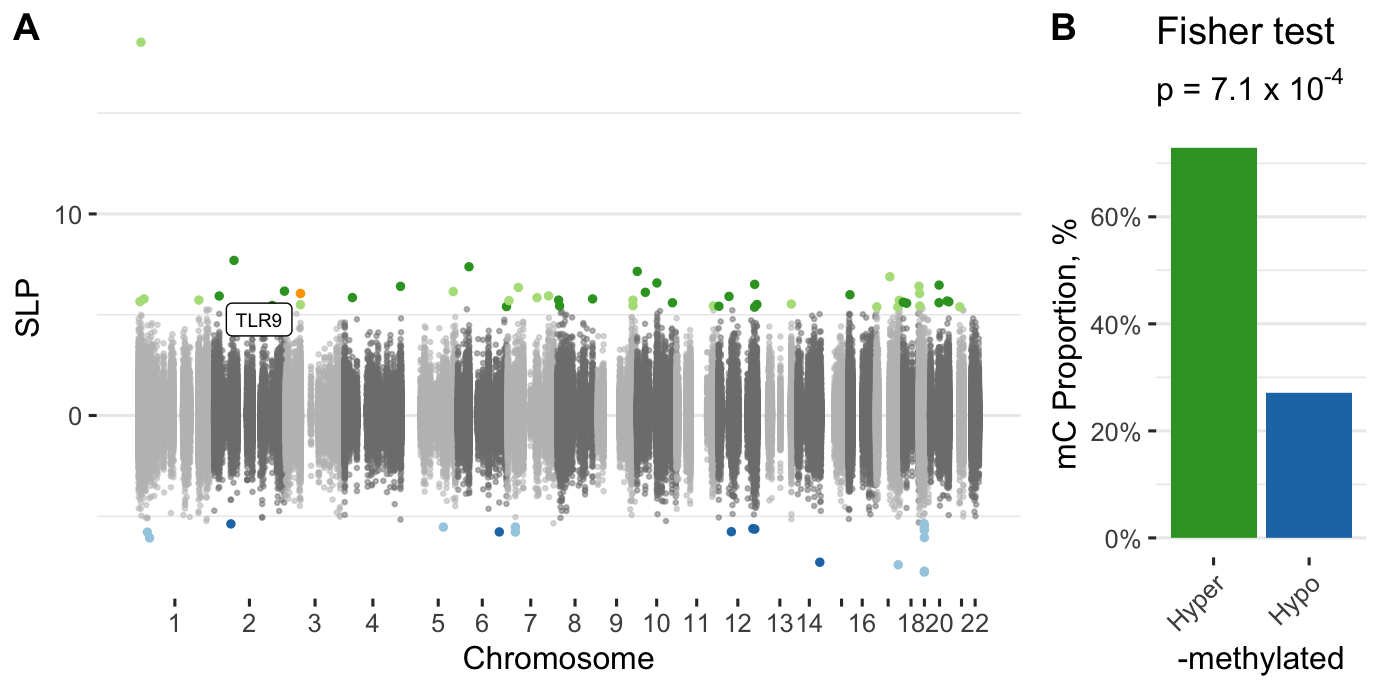 A
SLP
10
0
TLR9
1 2 3 4 5 6 7 8 9 10 11 12 13 14 16 18 20 22
Chromosome
B
Fisher test
p = 7.1 x 10-4
mC Proportion, %
60%
40%
20%
0%
Hyper
Hypo
-methylated